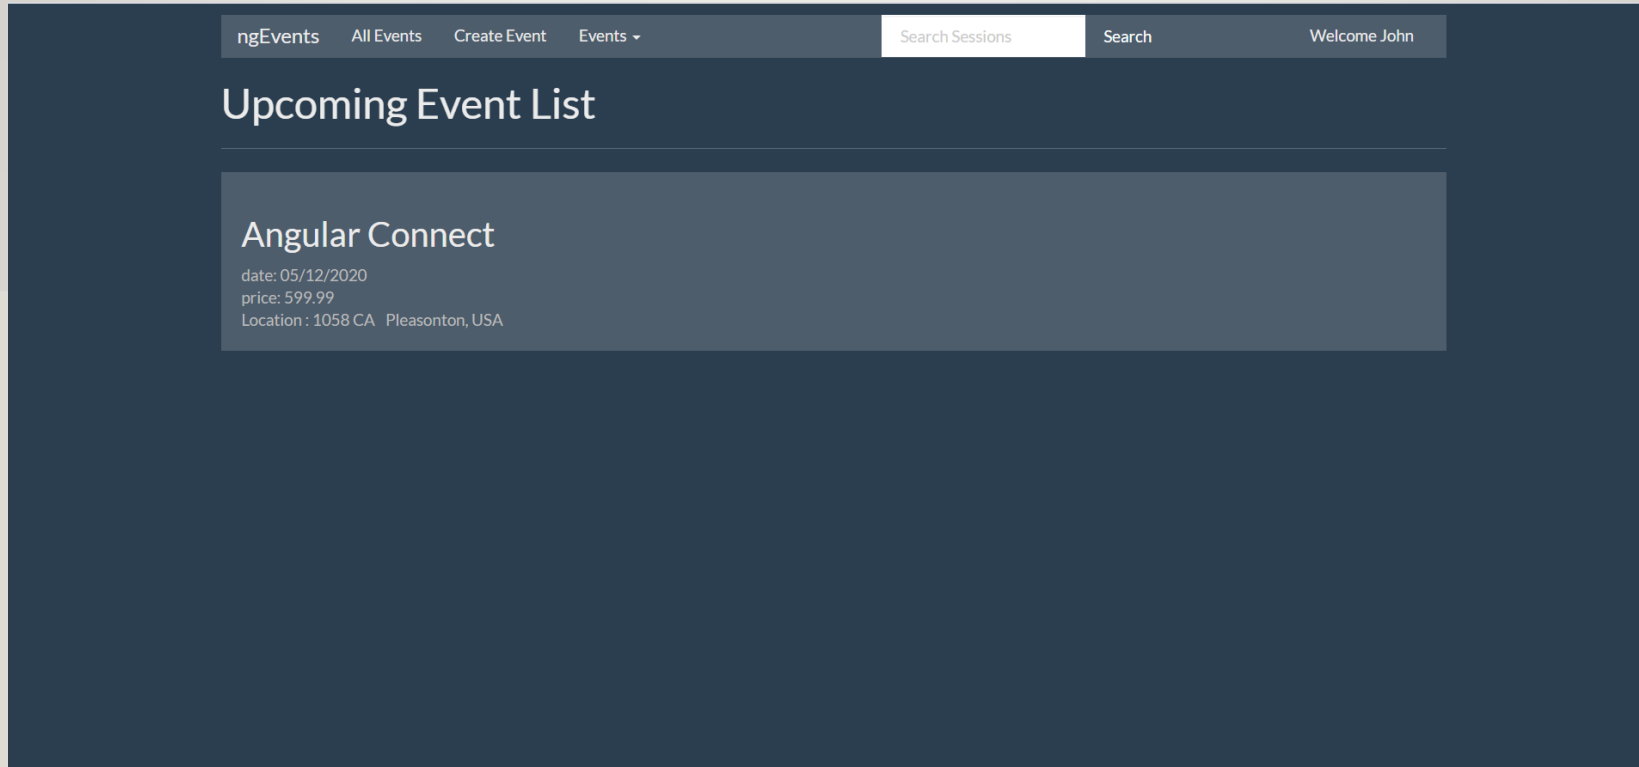 ngEvents All Events Create Event Events Search Sessions Search Welcome John
Upcoming Event List
Angular Connect
date: 05/12/2020
price: 599.99
Location : 1058 CA Pleasonton, USA